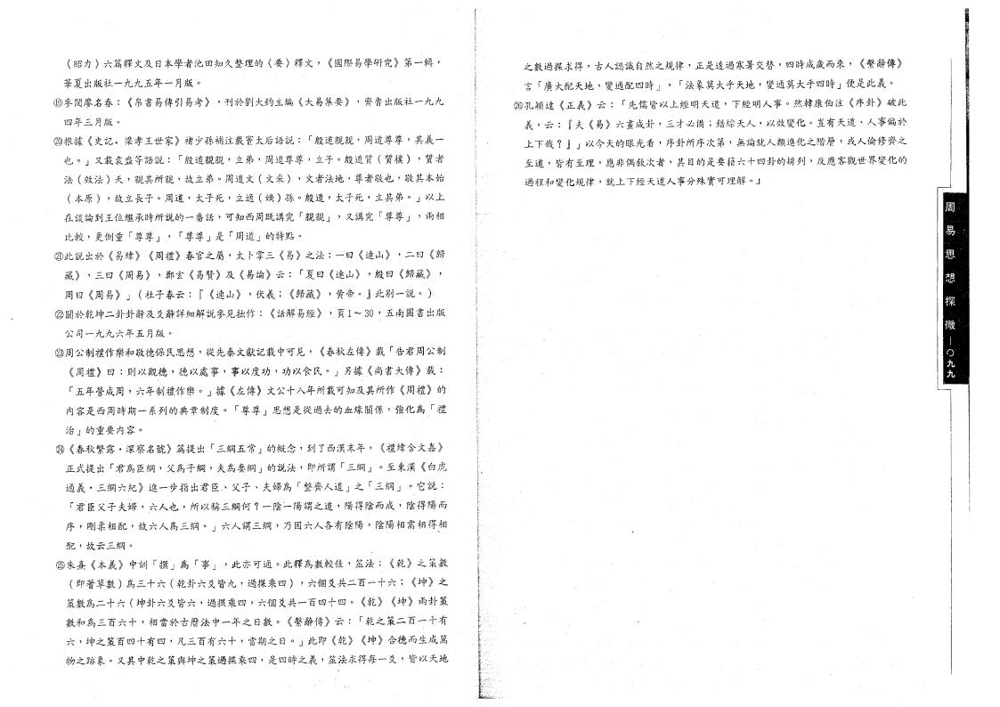 〈昭力〉六篇釋文及日本學者池田知久整理的〈要〉釋文，《國際易學研究》第一輯，
華夏出版社一九九五年一月版。
⑲參閱廖名春：《帛書易傳引易考》，刊於劉大鈞主編《大易集要》，齊魯出版社一九九
四年三月版。
⑳根據《史記．梁孝王世家》褚少孫補注載竇太后語說：「殷道親親，周道尊尊，其義一
也。」又載袁盎等語說：「殷道親親，立弟，周道尊尊，立子。殷道質（質樸），質者
法（效法）天，親其所親，故立弟。周道文（文采），文者法地，尊者敬也，敬其本始
（本原），故立長子。周道，太子死，立適（嫡）孫。殷道，太子死，立其弟。」以上
在談論到王位繼承時所說的一番話，可知西周既講究「親親」，又講究「尊尊」，兩相
比較，更側重「尊尊」，「尊尊」是「周道」的特點。
㉑此說出於《易緯》《周禮》春官之屬，太卜掌三《易》之法：一曰《連山》，二曰《歸
藏》，三曰《周易》，鄭玄《易贊》及《易論》云：「夏曰《連山》，殷曰《歸藏》，
周曰《周易》」（杜子春云：『《連山》，伏羲；《歸藏》，黃帝。』此別一說。）
㉒關於乾坤二卦卦辭及爻辭詳細解說參見拙作：《話解易經》，頁1～30，五南圖書出版
公司一九九六年五月版。
㉓周公制禮作樂和敬德保民思想，從先秦文獻記載中可見，《春秋左傳》載「告君周公制
《周禮》曰：則以觀德，德以處事，事以度功，功以食民。」另據《尚書大傳》載：
「五年營成周，六年制禮作樂。」據《左傳》文公十八年所載可知及其所作《周禮》的
內容是西周時期一系列的典章制度。「尊尊」思想是從過去的血緣關係，強化為「禮
治」的重要內容。
㉔《春秋繁露．深察名號》篇提出「三綱五常」的概念，到了西漢末年，《禮緯含文嘉》
正式提出「君為臣綱，父為子綱，夫為妻綱」的說法，即所謂「三綱」。至東漢《白虎
通義．三綱六紀》進一步指出君臣、父子、夫婦為「整齊人道」之「三綱」。它說：
「君臣父子夫婦，六人也，所以稱三綱何？一陰一陽謂之道，陽得陰而成，陰得陽而
序，剛柔相配，故六人為三綱。」六人謂三綱，乃因六人各有陰陽，陰陽相需相得相
配，故云三綱。
㉕朱熹《本義》中訓「撰」為「事」，此亦可通。此釋為數較佳，筮法：《乾》之策數
（即蓍草數）為三十六（乾卦六爻皆九，過揲乘四），六個爻共二百一十六；《坤》之
策數為二十六（坤卦六爻皆六，過揲乘四，六個爻共一百四十四。《乾》《坤》兩卦策
數和為三百六十，相當於古曆法中一年之日數。《繫辭傳》云：「乾之策二百一十有
六，坤之策百四十有四，凡三百有六十，當期之日。」此即《乾》《坤》合德而生成萬
物之跡象。又其中乾之策與坤之策過揲乘四，是四時之義，筮法求得每一爻，皆以天地
之數過揲求得，古人認識自然之規律，正是透過寒暑交替，四時成歲而來，《繫辭傳》
言「廣大配天地，變通配四時」，「法象莫大乎天地，變通莫大乎四時」便是此義。
㉖孔穎達《正義》云：「先儒皆以上經明天道，下經明人事。然韓康伯注《序卦》破此
義，云：『夫《易》六畫成卦，三才必備；錯綜天人，以效變化。豈有天道、人事偏於
上下哉？』」以今天的眼光看，序卦所序次第，無論就人類進化之階層，或人倫修齊之
至道，皆有至理，應非偶敘次者，其目的是要藉六十四卦的排列，反應客觀世界變化的
過程和變化規律，就上下經天道人事分殊實可理解。」
周易思想探微—○九九